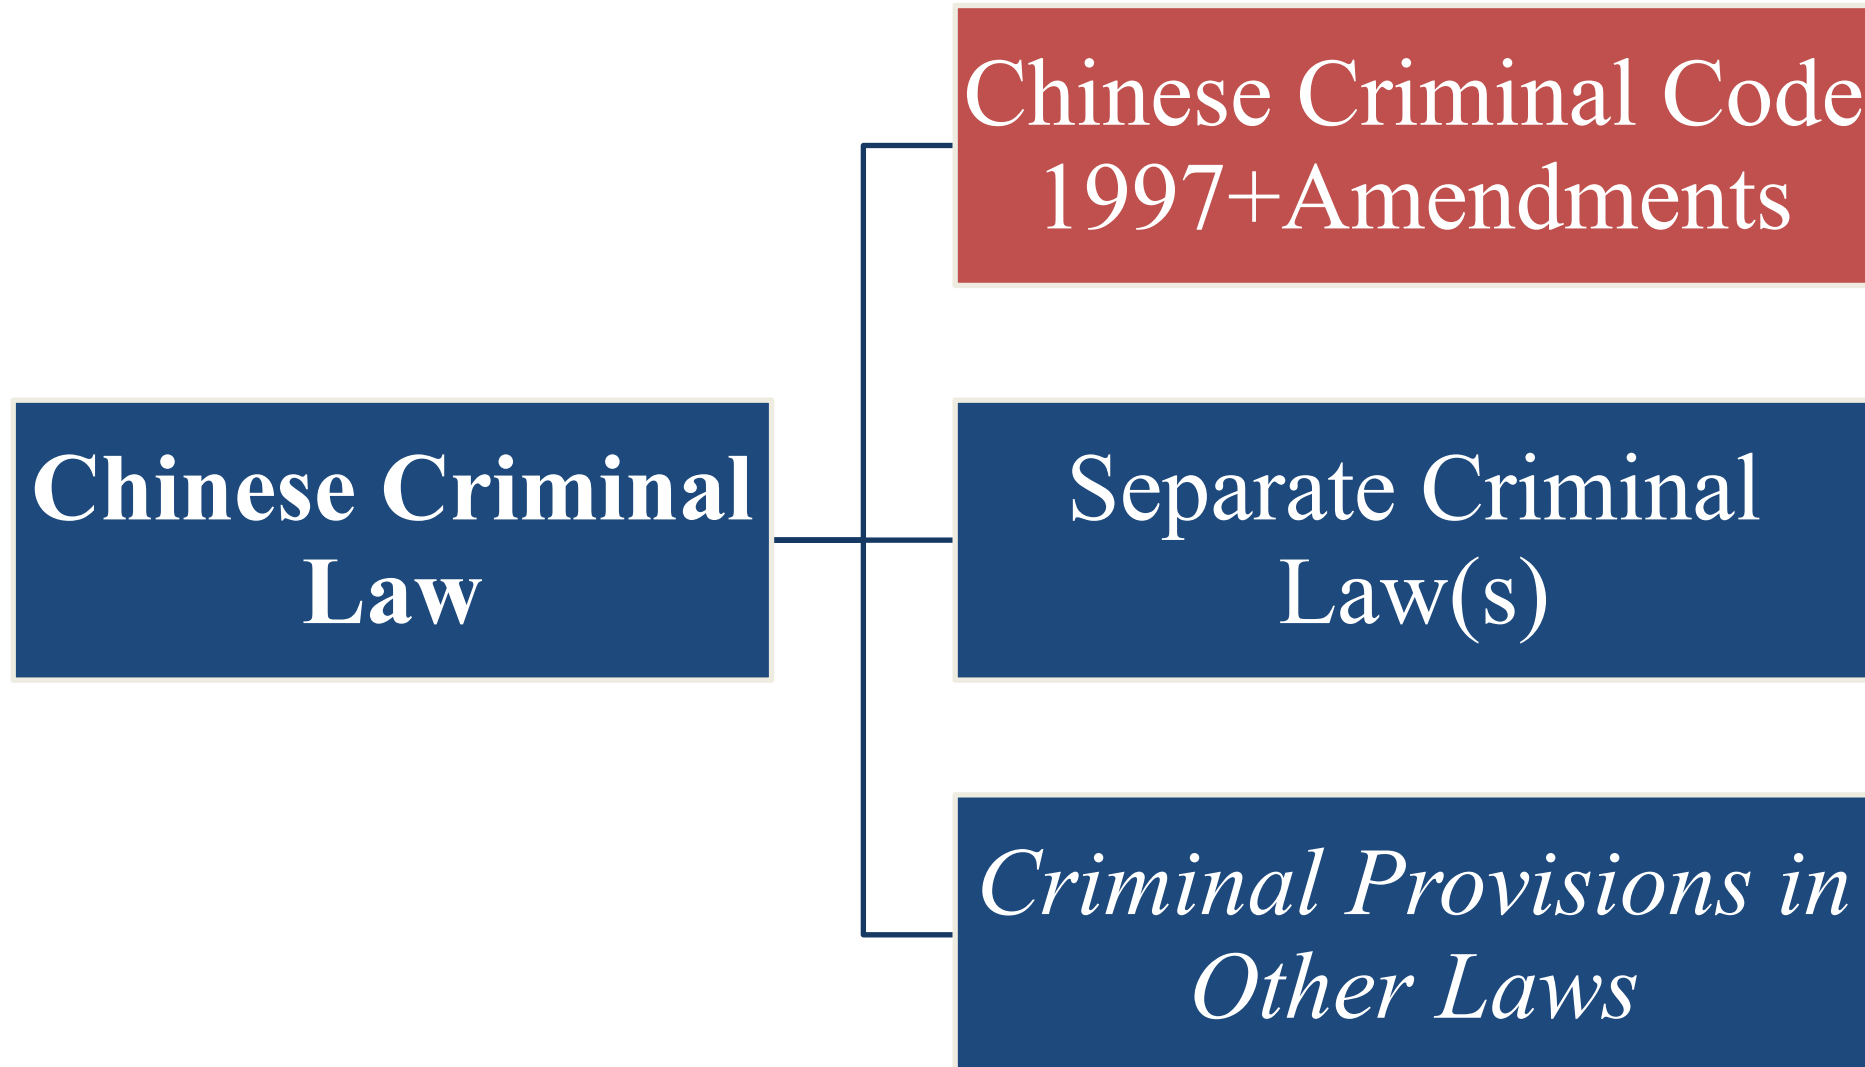 Chinese Criminal Code
1997+Amendments
Chinese Criminal
Law
Separate Criminal
Law(s)
Criminal Provisions in
Other Laws